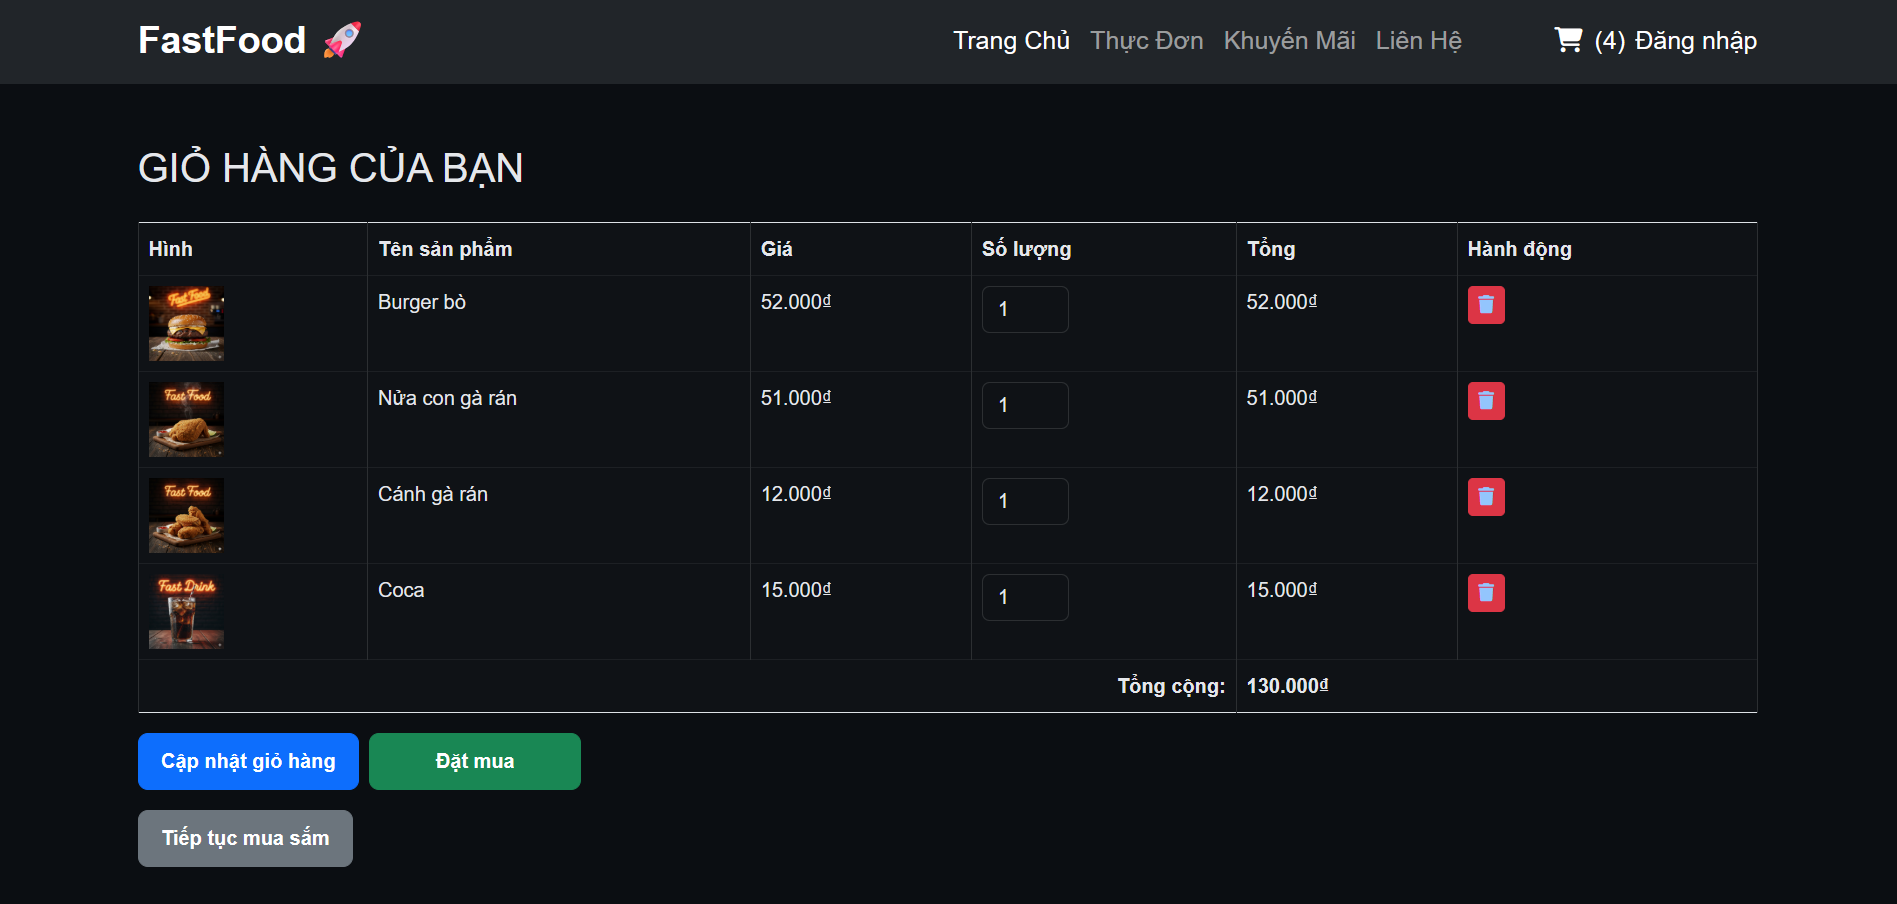 FastFood 🚀 Trang Chủ Thực Đơn Khuyến Mãi Liên Hệ (4) Đăng nhập
GIỎ HÀNG CỦA BẠN
Hình Tên sản phẩm Giá Số lượng Tổng Hành động
Fast Food Burger bò 52.000₫ 1 52.000₫
Fast Food Nửa con gà rán 51.000₫ 1 51.000₫
Fast Food Cánh gà rán 12.000₫ 1 12.000₫
Fast Drink Coca 15.000₫ 1 15.000₫
Tổng cộng: 130.000₫
Cập nhật giỏ hàng Đặt mua
Tiếp tục mua sắm